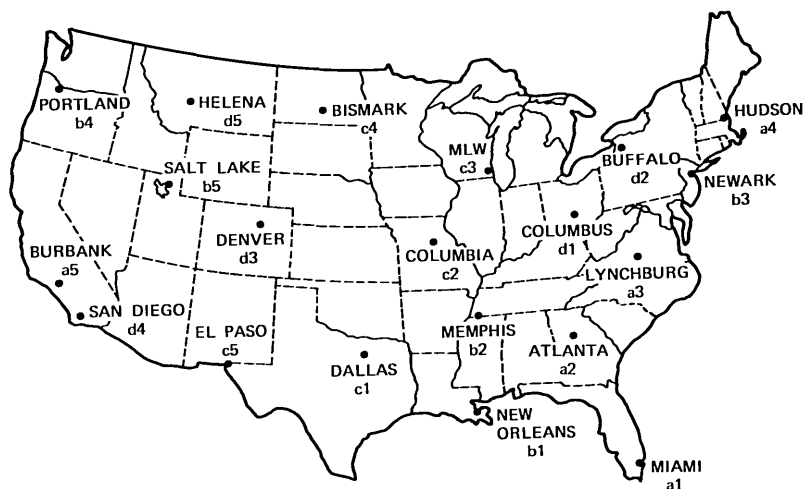 PORTLAND
b4
HELENA
d5
BISMARK
c4
HUDSON
a4
MLW
c3
BUFFALO
d2
SALT LAKE
b5
NEWARK
b3
DENVER
d3
COLUMBIA
c2
COLUMBUS
d1
BURBANK
a5
LYNCHBURG
a3
SAN DIEGO
d4
EL PASO
c5
MEMPHIS
b2
ATLANTA
a2
DALLAS
c1
NEW
ORLEANS
b1
MIAMI
a1